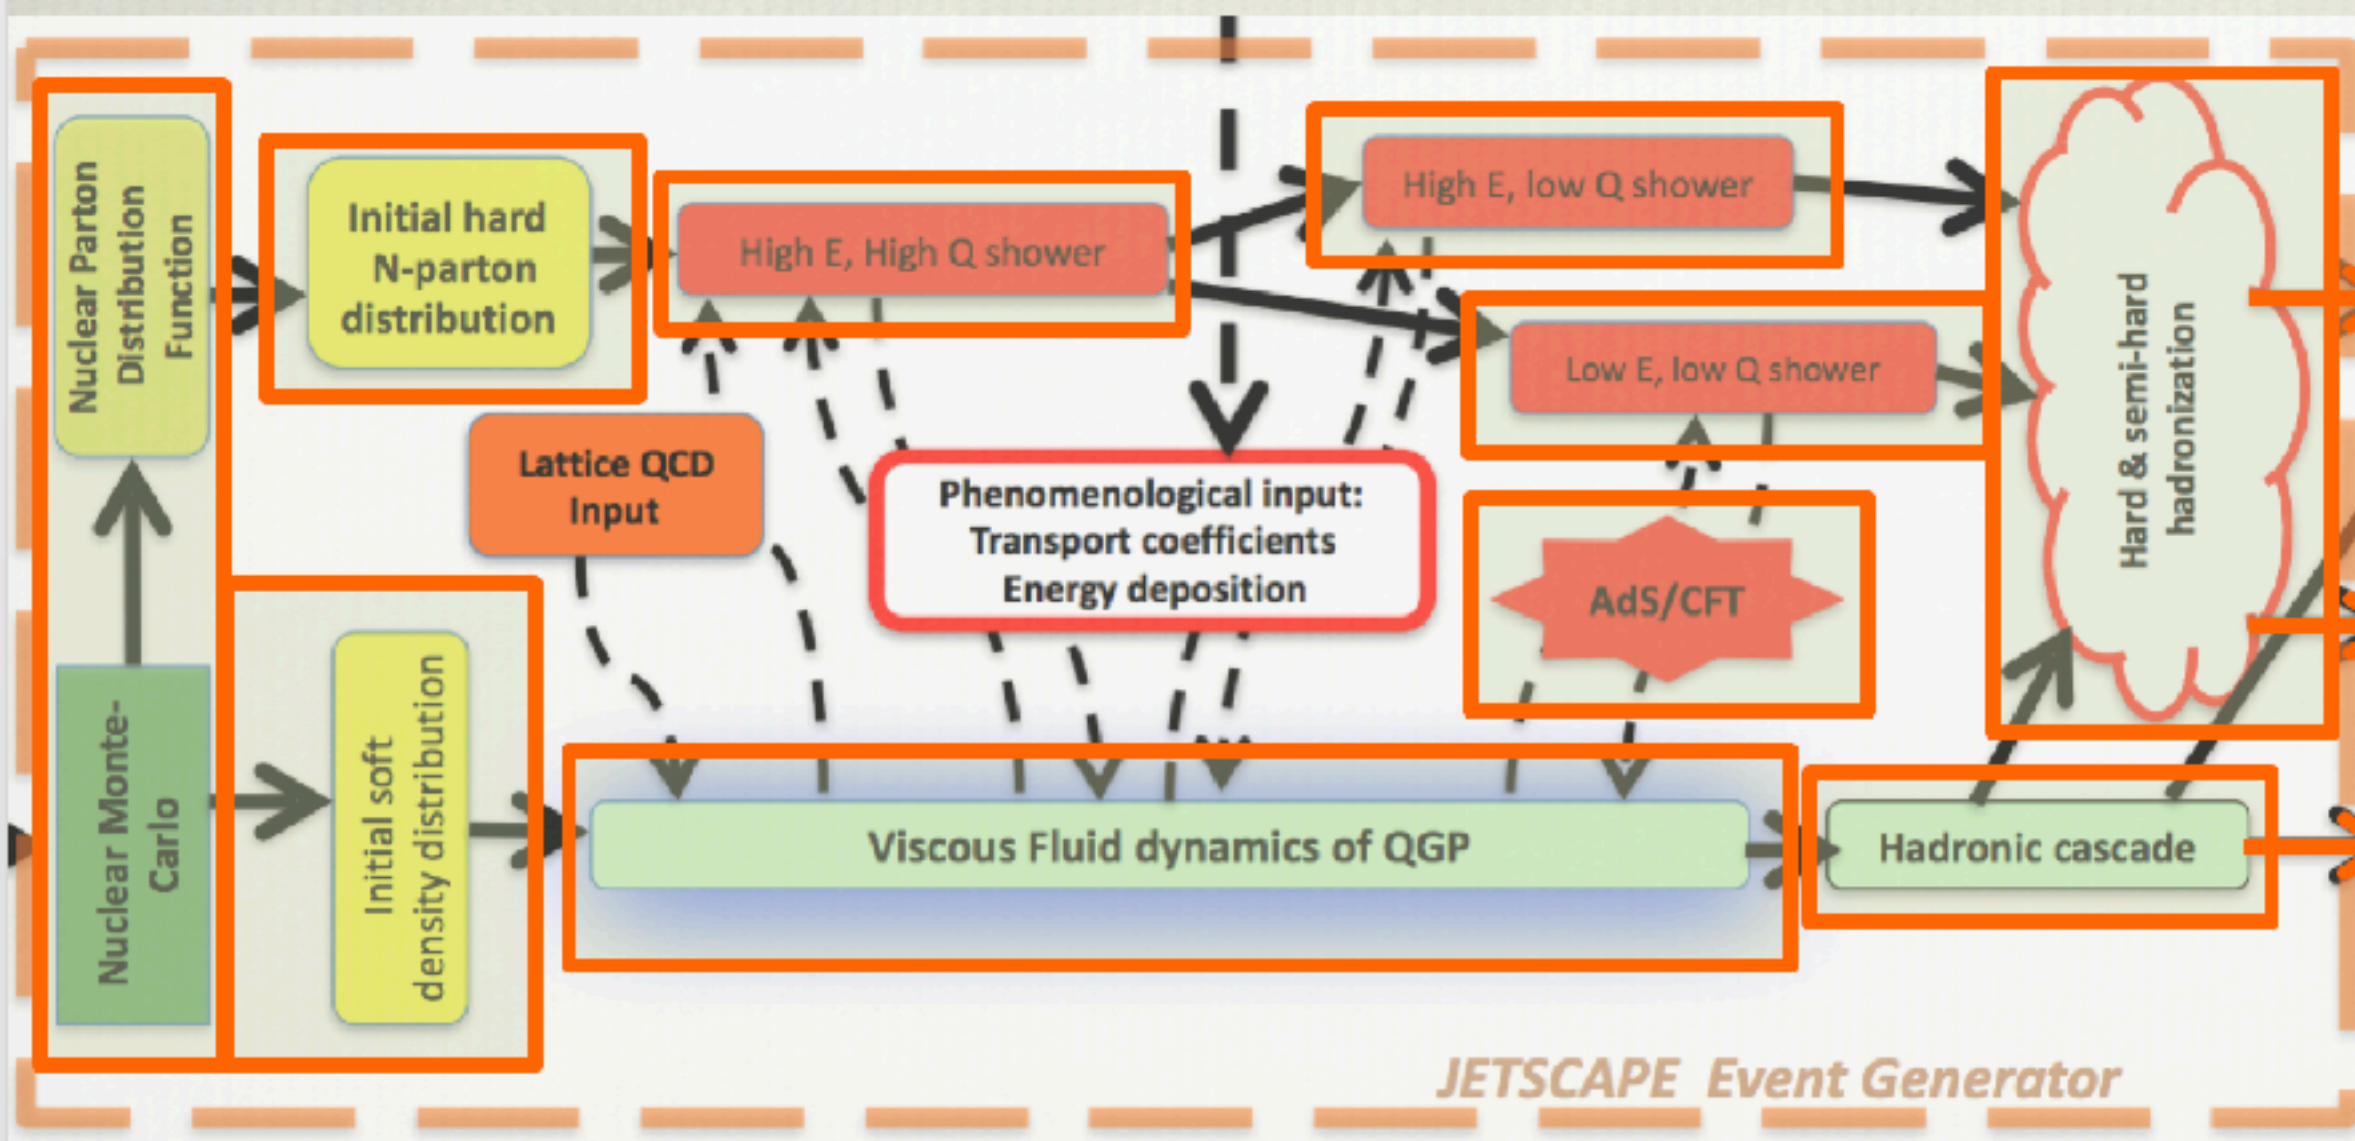 Nuclear Parton
Distribution
Function
Initial hard
N-parton
distribution
High E, High Q shower
High E, low Q shower
Low E, low Q shower
Hard & semi-hard
hadronization
Lattice QCD
Input
Phenomenological input:
Transport coefficients
Energy deposition
AdS/CFT
Nuclear Monte-
Carlo
Initial soft
density distribution
Viscous Fluid dynamics of QGP
Hadronic cascade
JETSCAPE Event Generator